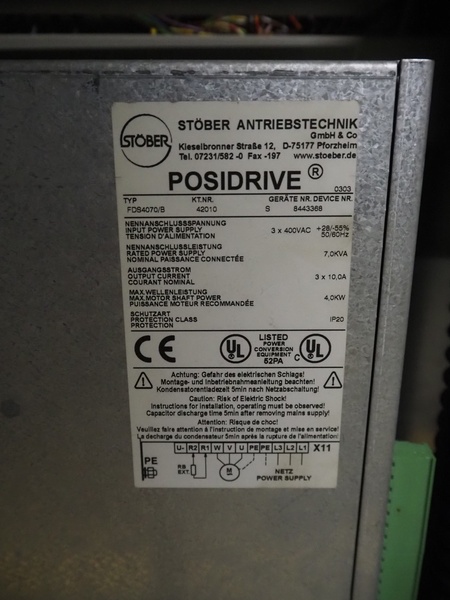 STÖBER
STÖBER ANTRIEBSTECHNIK
GmbH & Co
Kieselbronner Straße 12, D-75177 Pforzheim
Tel. 07231/582 -0 Fax -197 www.stoeber.de
POSIDRIVE ®
0303
TYP KT.NR. GERÄTE NR. DEVICE NR.
FDS4070/B 42010 S 8443368
NENNANSCHLUSSSPANNUNG
INPUT POWER SUPPLY
TENSION D'ALIMENTATION
3 x 400VAC +28/-55%
50/60Hz
NENNANSCHLUSSLEISTUNG
RATED POWER SUPPLY
NOMINAL PAISSANCE CONNECTÉE
7,0KVA
AUSGANGSSTROM
OUTPUT CURRENT
COURANT NOMINAL
3 x 10,0A
MAX.WELLENLEISTUNG
MAX.MOTOR SHAFT POWER
PUISSANCE MOTEUR RECOMMANDÉE
4,0KW
SCHUTZART
PROTECTION CLASS
PROTECTION
IP20
CE
UL
LISTED
POWER
CONVERSION
EQUIPMENT
52PA
C UL
Achtung: Gefahr des elektrischen Schlags!
Montage- und Inbetriebnahmeanleitung beachten!
Kondensatorentladezeit 5min nach Netzabschaltung
Caution: Risk of Elektric Shock!
Instructions for installation, operating must be observed!
Capacitor discharge time 5min after removing mains supply!
Attention: Risque de choc!
Veuillez faire attention à l'instruction de montage et mise en service!
La decharge du condensateur 5min après la rupture de l'alimentation!
U- R2 R1 W V U PE PE L3 L2 L1 X11
PE
RB
EXT.
M
NETZ
POWER SUPPLY